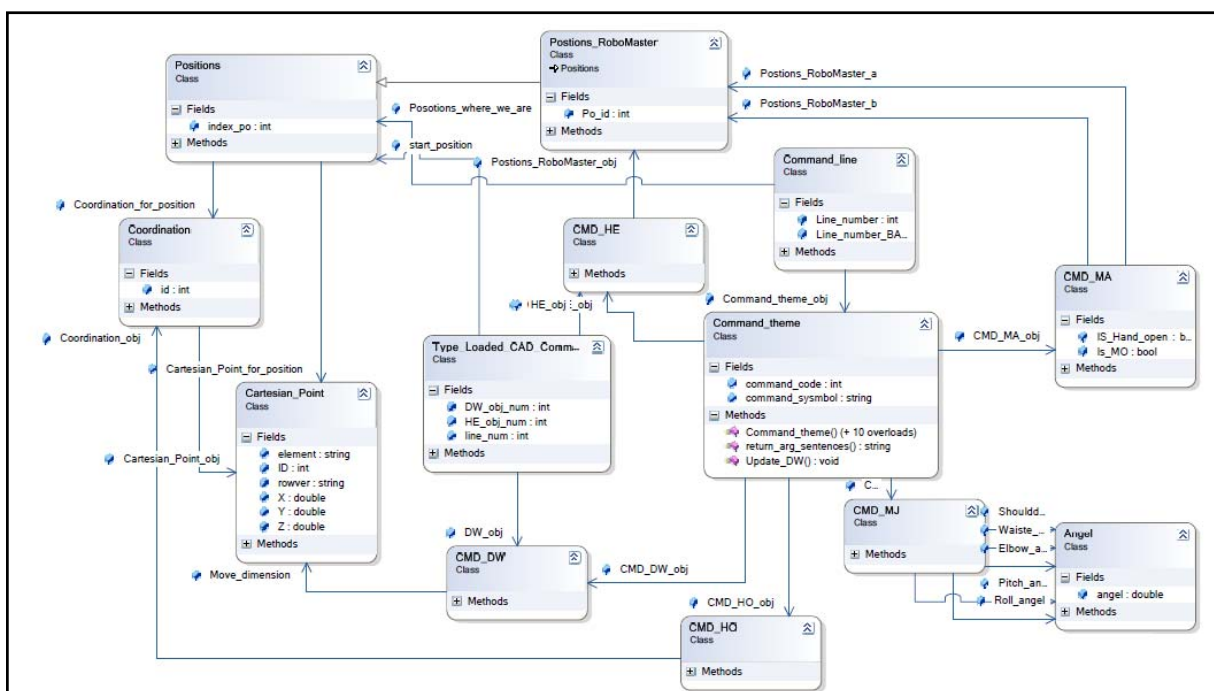 Positions
Class
Fields
index_po : int
Methods
Postions_RoboMaster
Class
Positions
Fields
Po_id : int
Methods
Postions_RoboMaster_a
Postions_RoboMaster_b
Posotions_where_we_are
start_position
Postions_RoboMaster_obj
Command_line
Class
Fields
Line_number : int
Line_number_BA...
Methods
Coordination_for_position
Coordination
Class
Fields
id : int
Methods
Coordination_obj
CMD_HE
Class
Methods
HE_obj
_obj
Command_theme_obj
CMD_MA
Class
Fields
IS_Hand_open : b...
Is_MO : bool
Methods
CMD_MA_obj
Cartesian_Point_for_position
Cartesian_Point
Class
Fields
element : string
ID : int
rowver : string
X : double
Y : double
Z : double
Methods
Cartesian_Point_obj
Type_Loaded_CAD_Comm...
Class
Fields
DW_obj_num : int
HE_obj_num : int
line_num : int
Methods
Command_theme
Class
Fields
command_code : int
command_sysmbol : string
Methods
Command_theme() (+ 10 overloads)
return_arg_sentences() : string
Update_DW() : void
C...
CMD_MJ
Class
Methods
Shouldd...
Waiste_...
Elbow_a...
Pitch_an...
Roll_angel
Angel
Class
Fields
angel : double
Methods
DW_obj
Move_dimension
CMD_DW
Class
Methods
CMD_DW_obj
CMD_HO_obj
CMD_HO
Class
Methods